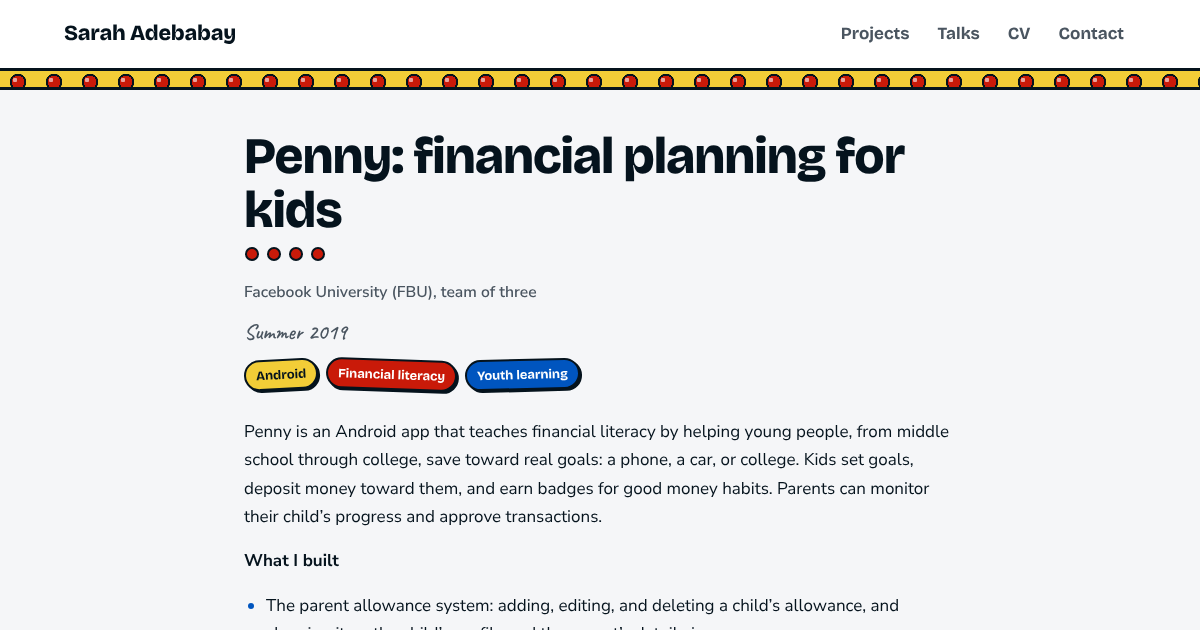 Sarah Adebabay
Projects Talks CV Contact
Penny: financial planning for
kids
Facebook University (FBU), team of three
Summer 2019
Android Financial literacy Youth learning
Penny is an Android app that teaches financial literacy by helping young people, from middle
school through college, save toward real goals: a phone, a car, or college. Kids set goals,
deposit money toward them, and earn badges for good money habits. Parents can monitor
their child’s progress and approve transactions.
What I built
The parent allowance system: adding, editing, and deleting a child’s allowance, and